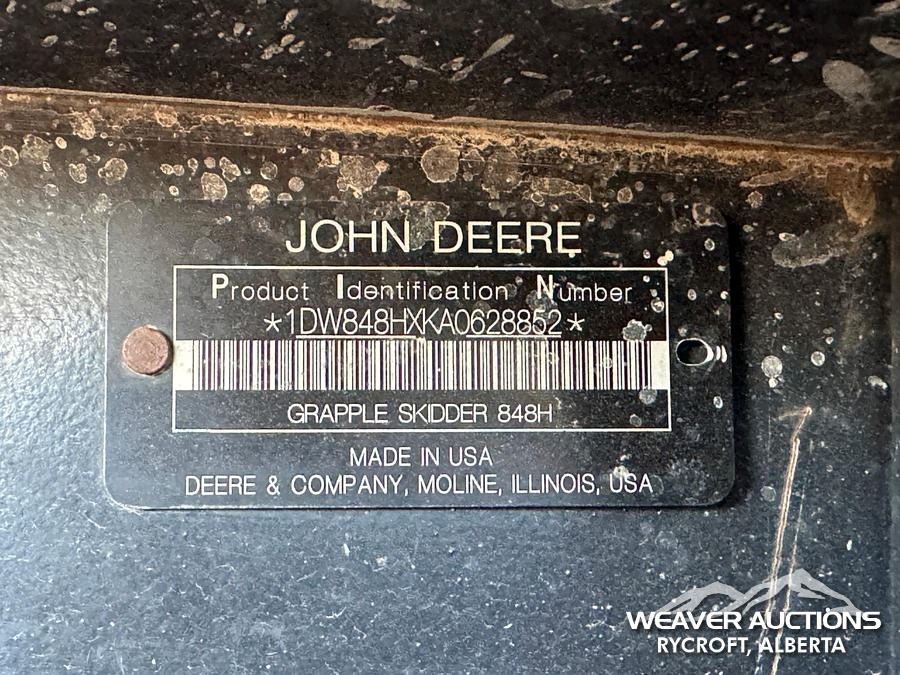 JOHN DEERE
Product Identification Number
*1DW848HXKA0628852*
GRAPPLE SKIDDER 848H
MADE IN USA
DEERE & COMPANY, MOLINE, ILLINOIS, USA
WEAVER AUCTIONS
RYCROFT, ALBERTA